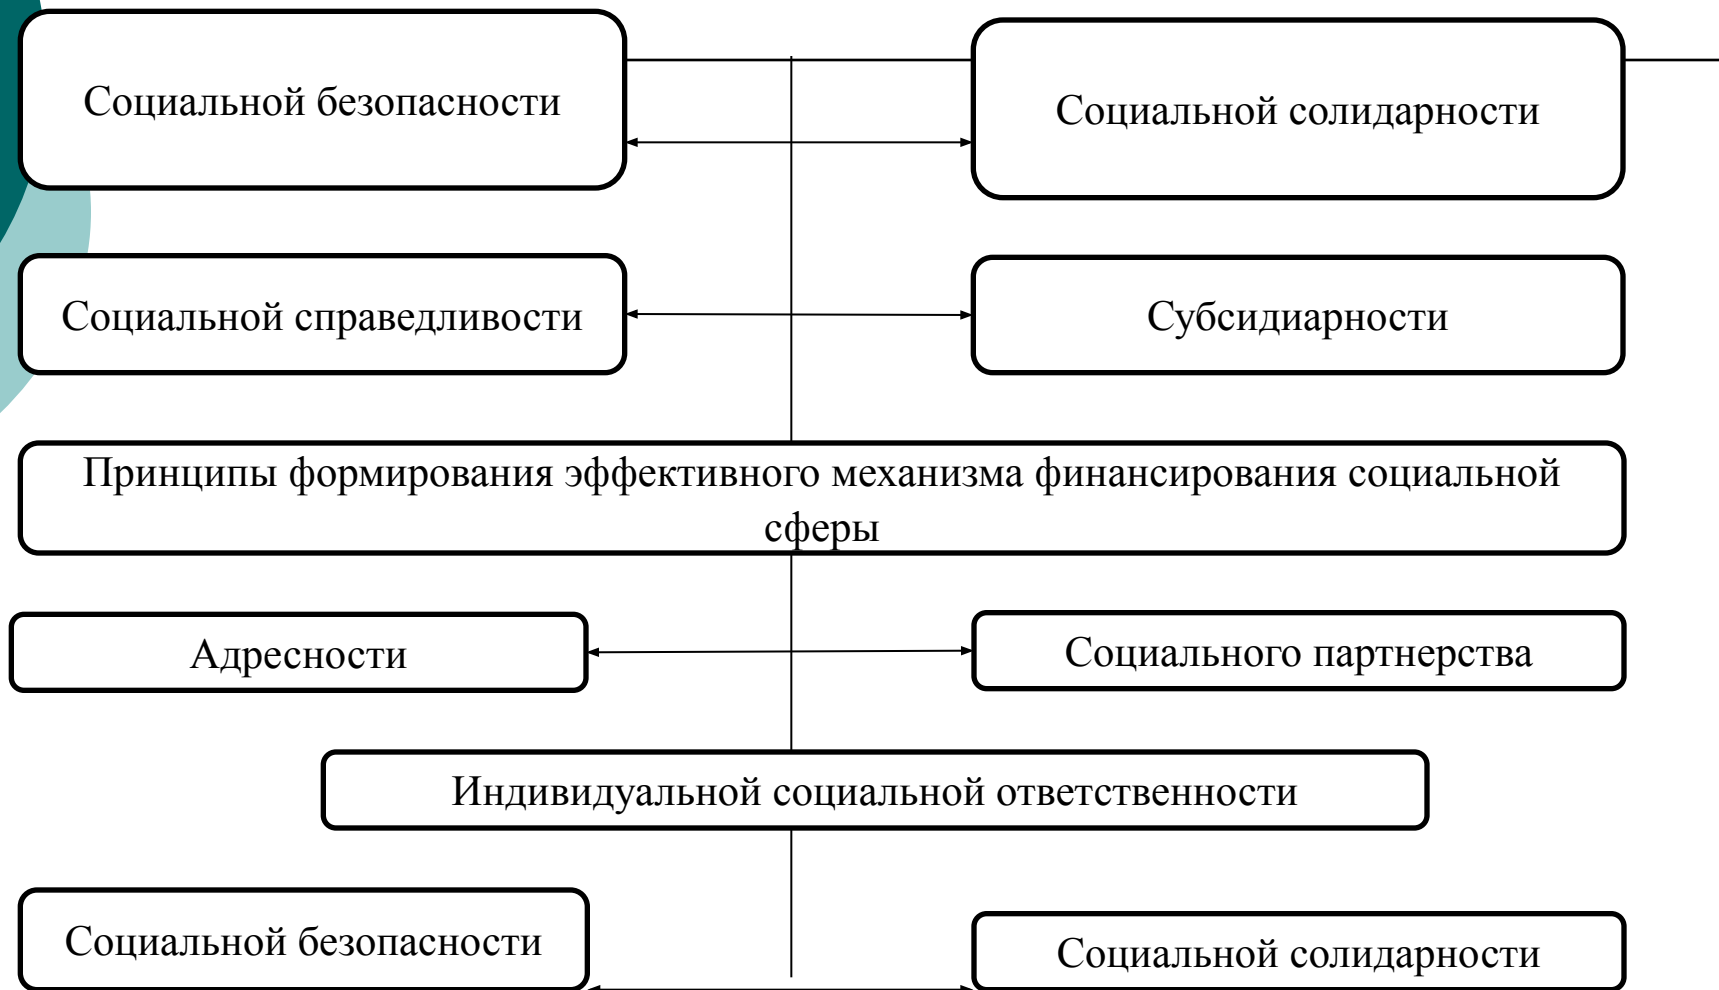 Социальной безопасности
Социальной солидарности
Социальной справедливости
Субсидиарности
Принципы формирования эффективного механизма финансирования социальной
сферы
Адресности
Социального партнерства
Индивидуальной социальной ответственности
Социальной безопасности
Социальной солидарности